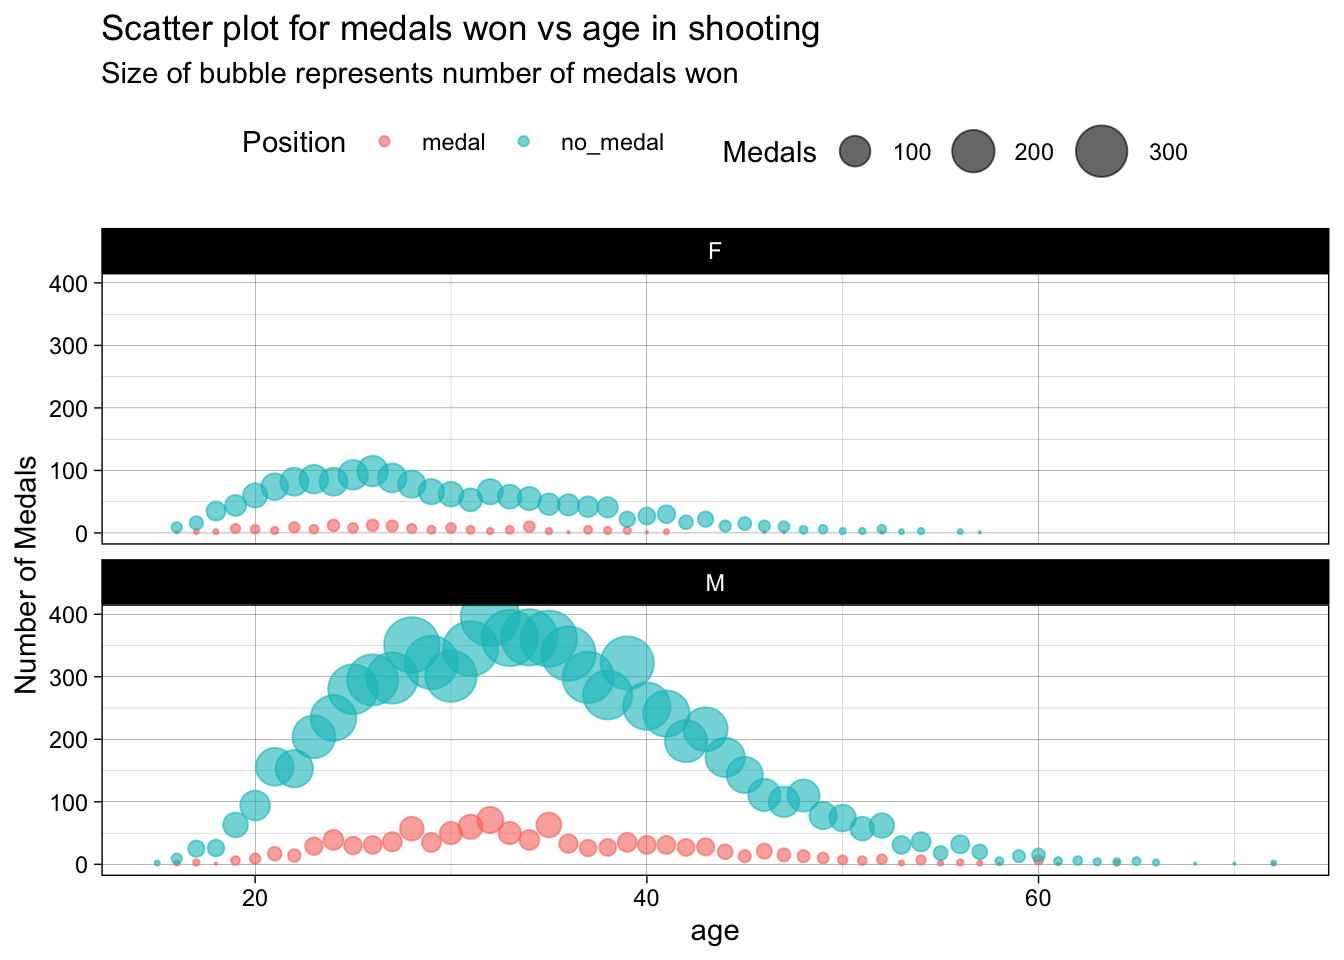 Scatter plot for medals won vs age in shooting
Size of bubble represents number of medals won
Position medal no_medal Medals 100 200 300
F
400
300
200
100
0
Number of Medals
M
400
300
200
100
0
20 40 60
age